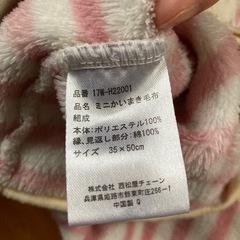 品番 17W-H22001
品名 ミニかいまき毛布
組成
本体：ポリエステル100%
縁、見返し部分：綿100%
サイズ 35×50cm
株式会社 西松屋チェーン
兵庫県姫路市飾東町庄266-1
中国製 Q